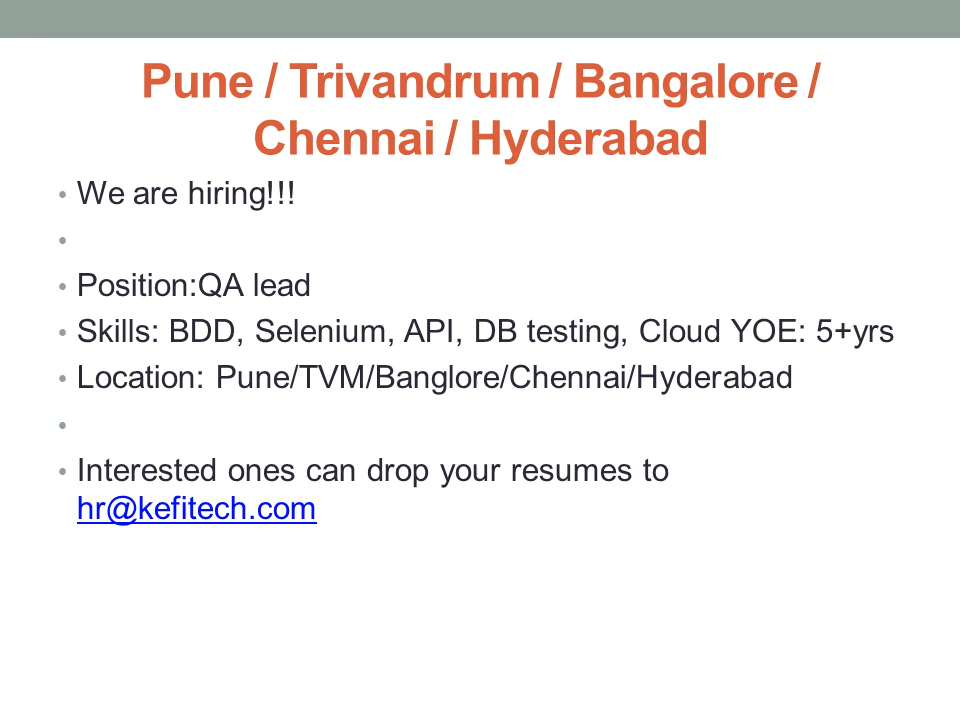 Pune / Trivandrum / Bangalore /
Chennai / Hyderabad
• We are hiring!!!
•
• Position:QA lead
• Skills: BDD, Selenium, API, DB testing, Cloud YOE: 5+yrs
• Location: Pune/TVM/Banglore/Chennai/Hyderabad
•
• Interested ones can drop your resumes to
hr@kefitech.com